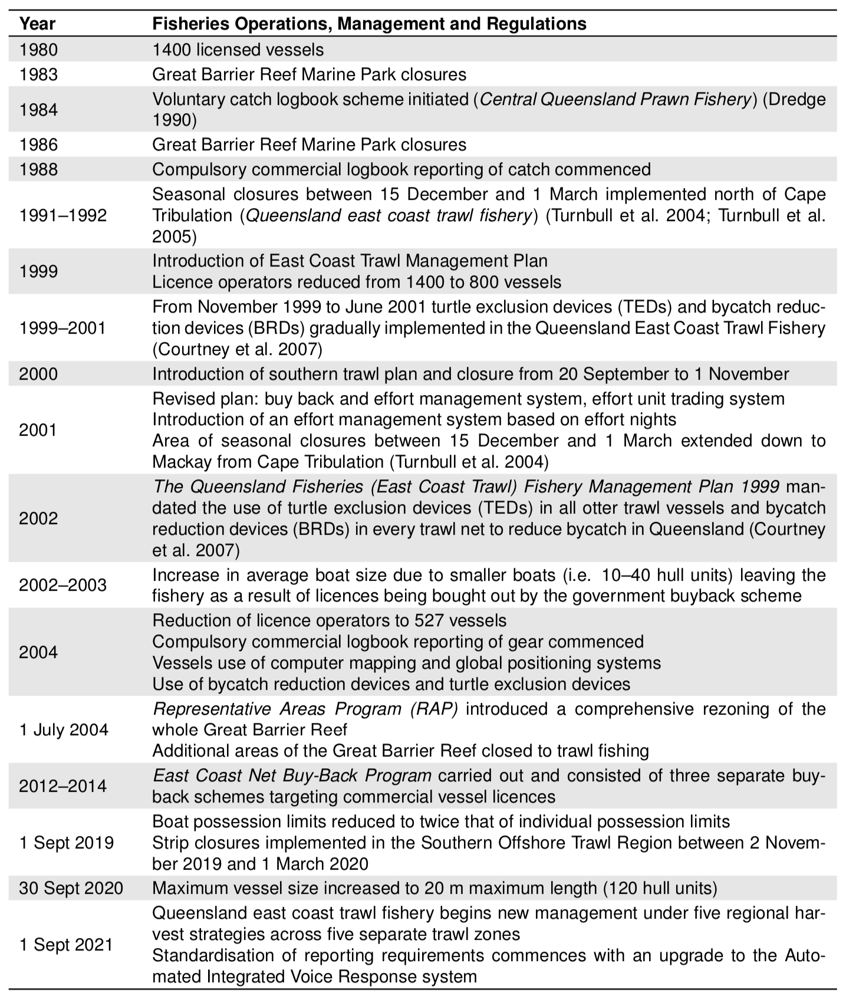 Year Fisheries Operations, Management and Regulations
1980 1400 licensed vessels
1983 Great Barrier Reef Marine Park closures
1984 Voluntary catch logbook scheme initiated (Central Queensland Prawn Fishery) (Dredge
1990)
1986 Great Barrier Reef Marine Park closures
1988 Compulsory commercial logbook reporting of catch commenced
1991–1992 Seasonal closures between 15 December and 1 March implemented north of Cape
Tribulation (Queensland east coast trawl fishery) (Turnbull et al. 2004; Turnbull et al.
2005)
1999 Introduction of East Coast Trawl Management Plan
Licence operators reduced from 1400 to 800 vessels
1999–2001 From November 1999 to June 2001 turtle exclusion devices (TEDs) and bycatch reduc-
tion devices (BRDs) gradually implemented in the Queensland East Coast Trawl Fishery
(Courtney et al. 2007)
2000 Introduction of southern trawl plan and closure from 20 September to 1 November
2001 Revised plan: buy back and effort management system, effort unit trading system
Introduction of an effort management system based on effort nights
Area of seasonal closures between 15 December and 1 March extended down to
Mackay from Cape Tribulation (Turnbull et al. 2004)
2002 The Queensland Fisheries (East Coast Trawl) Fishery Management Plan 1999 man-
dated the use of turtle exclusion devices (TEDs) in all otter trawl vessels and bycatch
reduction devices (BRDs) in every trawl net to reduce bycatch in Queensland (Courtney
et al. 2007)
2002–2003 Increase in average boat size due to smaller boats (i.e. 10–40 hull units) leaving the
fishery as a result of licences being bought out by the government buyback scheme
2004 Reduction of licence operators to 527 vessels
Compulsory commercial logbook reporting of gear commenced
Vessels use of computer mapping and global positioning systems
Use of bycatch reduction devices and turtle exclusion devices
1 July 2004 Representative Areas Program (RAP) introduced a comprehensive rezoning of the
whole Great Barrier Reef
Additional areas of the Great Barrier Reef closed to trawl fishing
2012–2014 East Coast Net Buy-Back Program carried out and consisted of three separate buy-
back schemes targeting commercial vessel licences
1 Sept 2019 Boat possession limits reduced to twice that of individual possession limits
Strip closures implemented in the Southern Offshore Trawl Region between 2 Novem-
ber 2019 and 1 March 2020
30 Sept 2020 Maximum vessel size increased to 20 m maximum length (120 hull units)
1 Sept 2021 Queensland east coast trawl fishery begins new management under five regional har-
vest strategies across five separate trawl zones
Standardisation of reporting requirements commences with an upgrade to the Auto-
mated Integrated Voice Response system